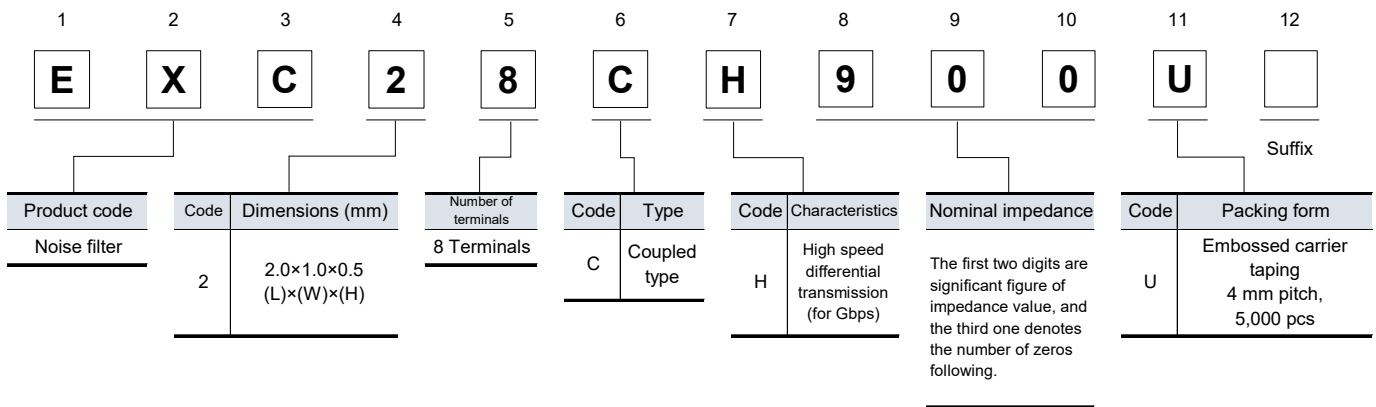 1 2 3 4 5 6 7 8 9 10 11 12
E X C 2 8 C H 9 0 0 U
Suffix
Product code
Noise filter
Code Dimensions (mm)
2
2.0×1.0×0.5
(L)×(W)×(H)
Number of
terminals
8 Terminals
Code Type
C
Coupled
type
Code Characteristics
H
High speed
differential
transmission
(for Gbps)
Nominal impedance
The first two digits are
significant figure of
impedance value, and
the third one denotes
the number of zeros
following.
Code Packing form
U
Embossed carrier
taping
4 mm pitch,
5,000 pcs